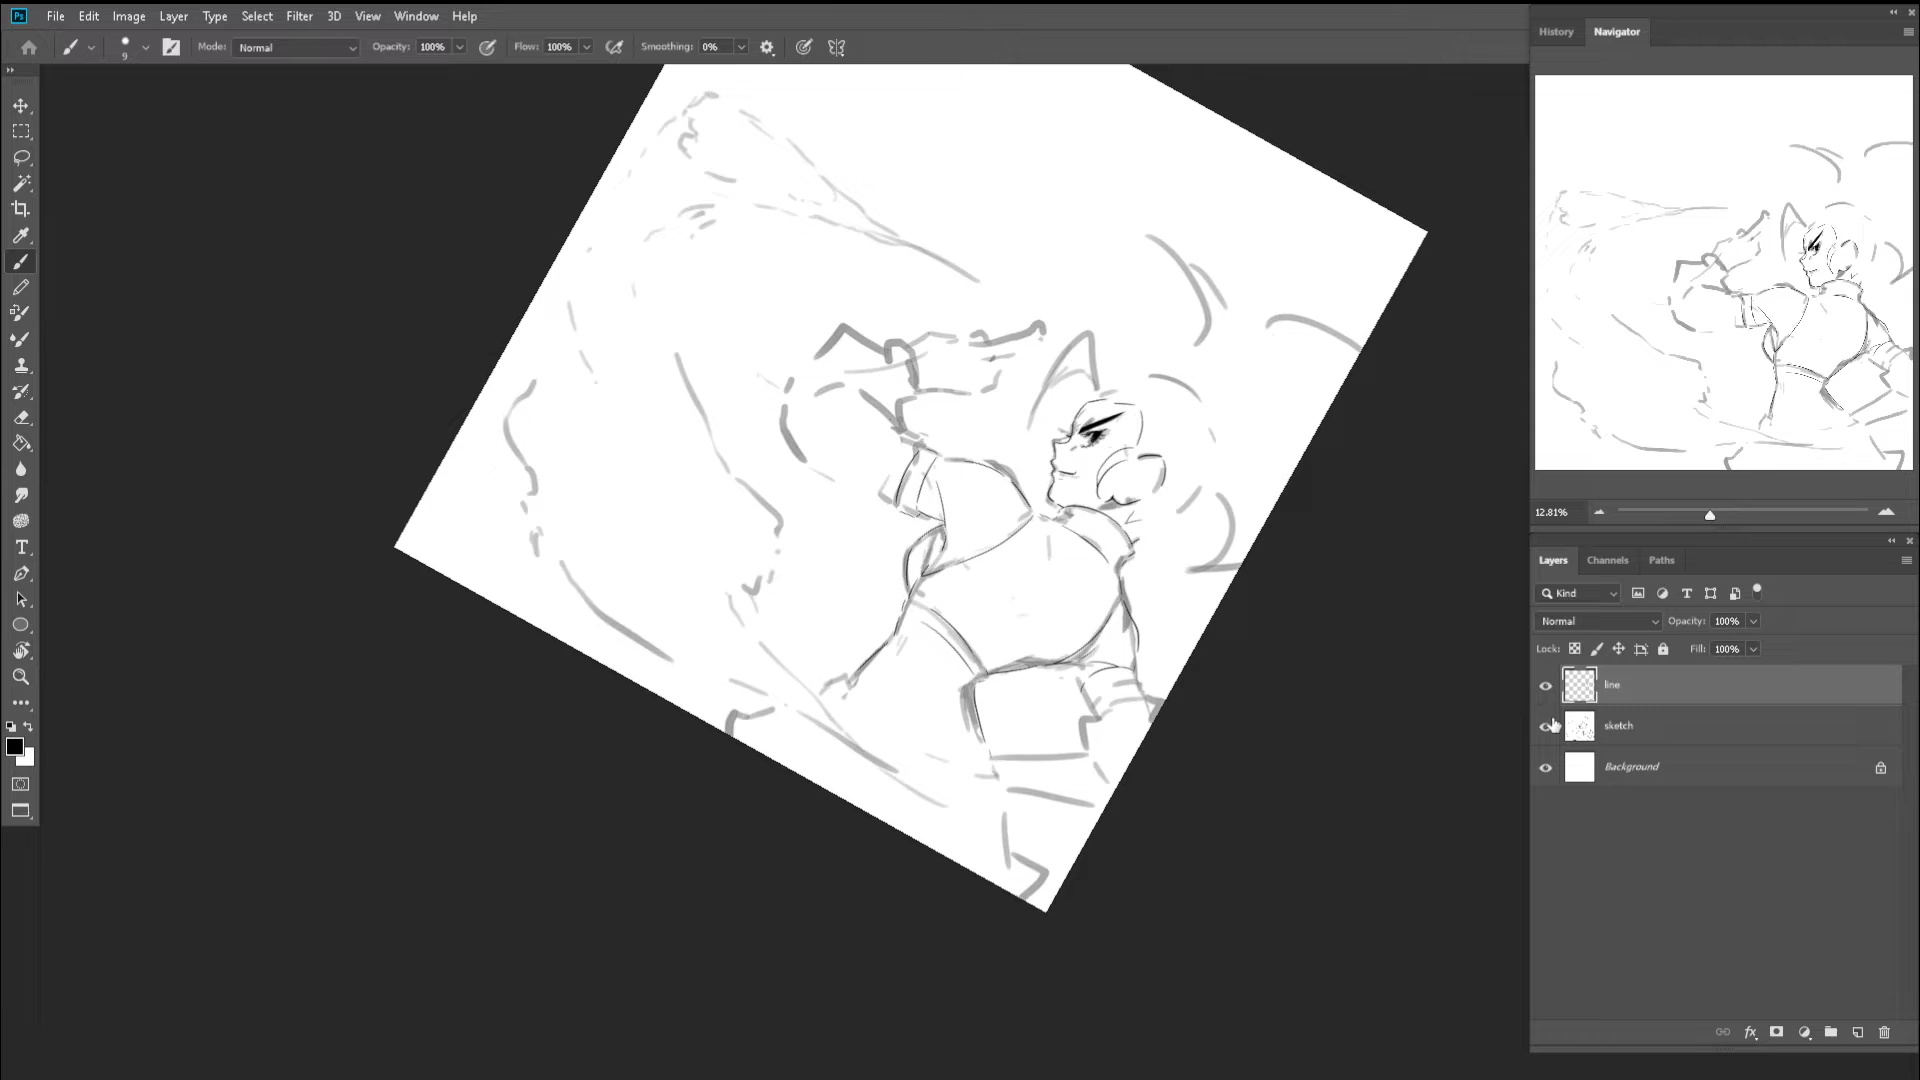 Ps File Edit Image Layer Type Select Filter 3D View Window Help
9 Mode: Normal Opacity: 100% Flow: 100% Smoothing: 0%
History Navigator
12.81%
Layers Channels Paths
Kind
Normal Opacity: 100%
Lock: Fill: 100%
line
sketch
Background